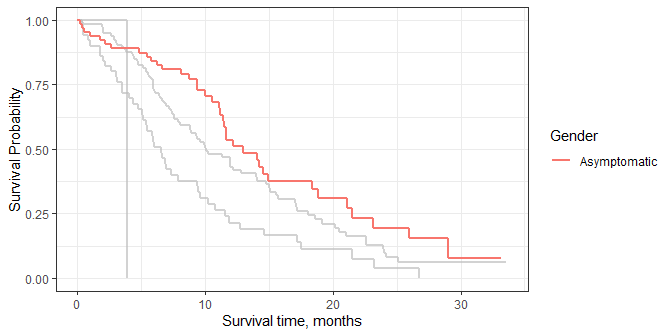 1.00
0.75
0.50
0.25
0.00
Survival Probability
0 10 20 30
Survival time, months
Gender
Asymptomatic